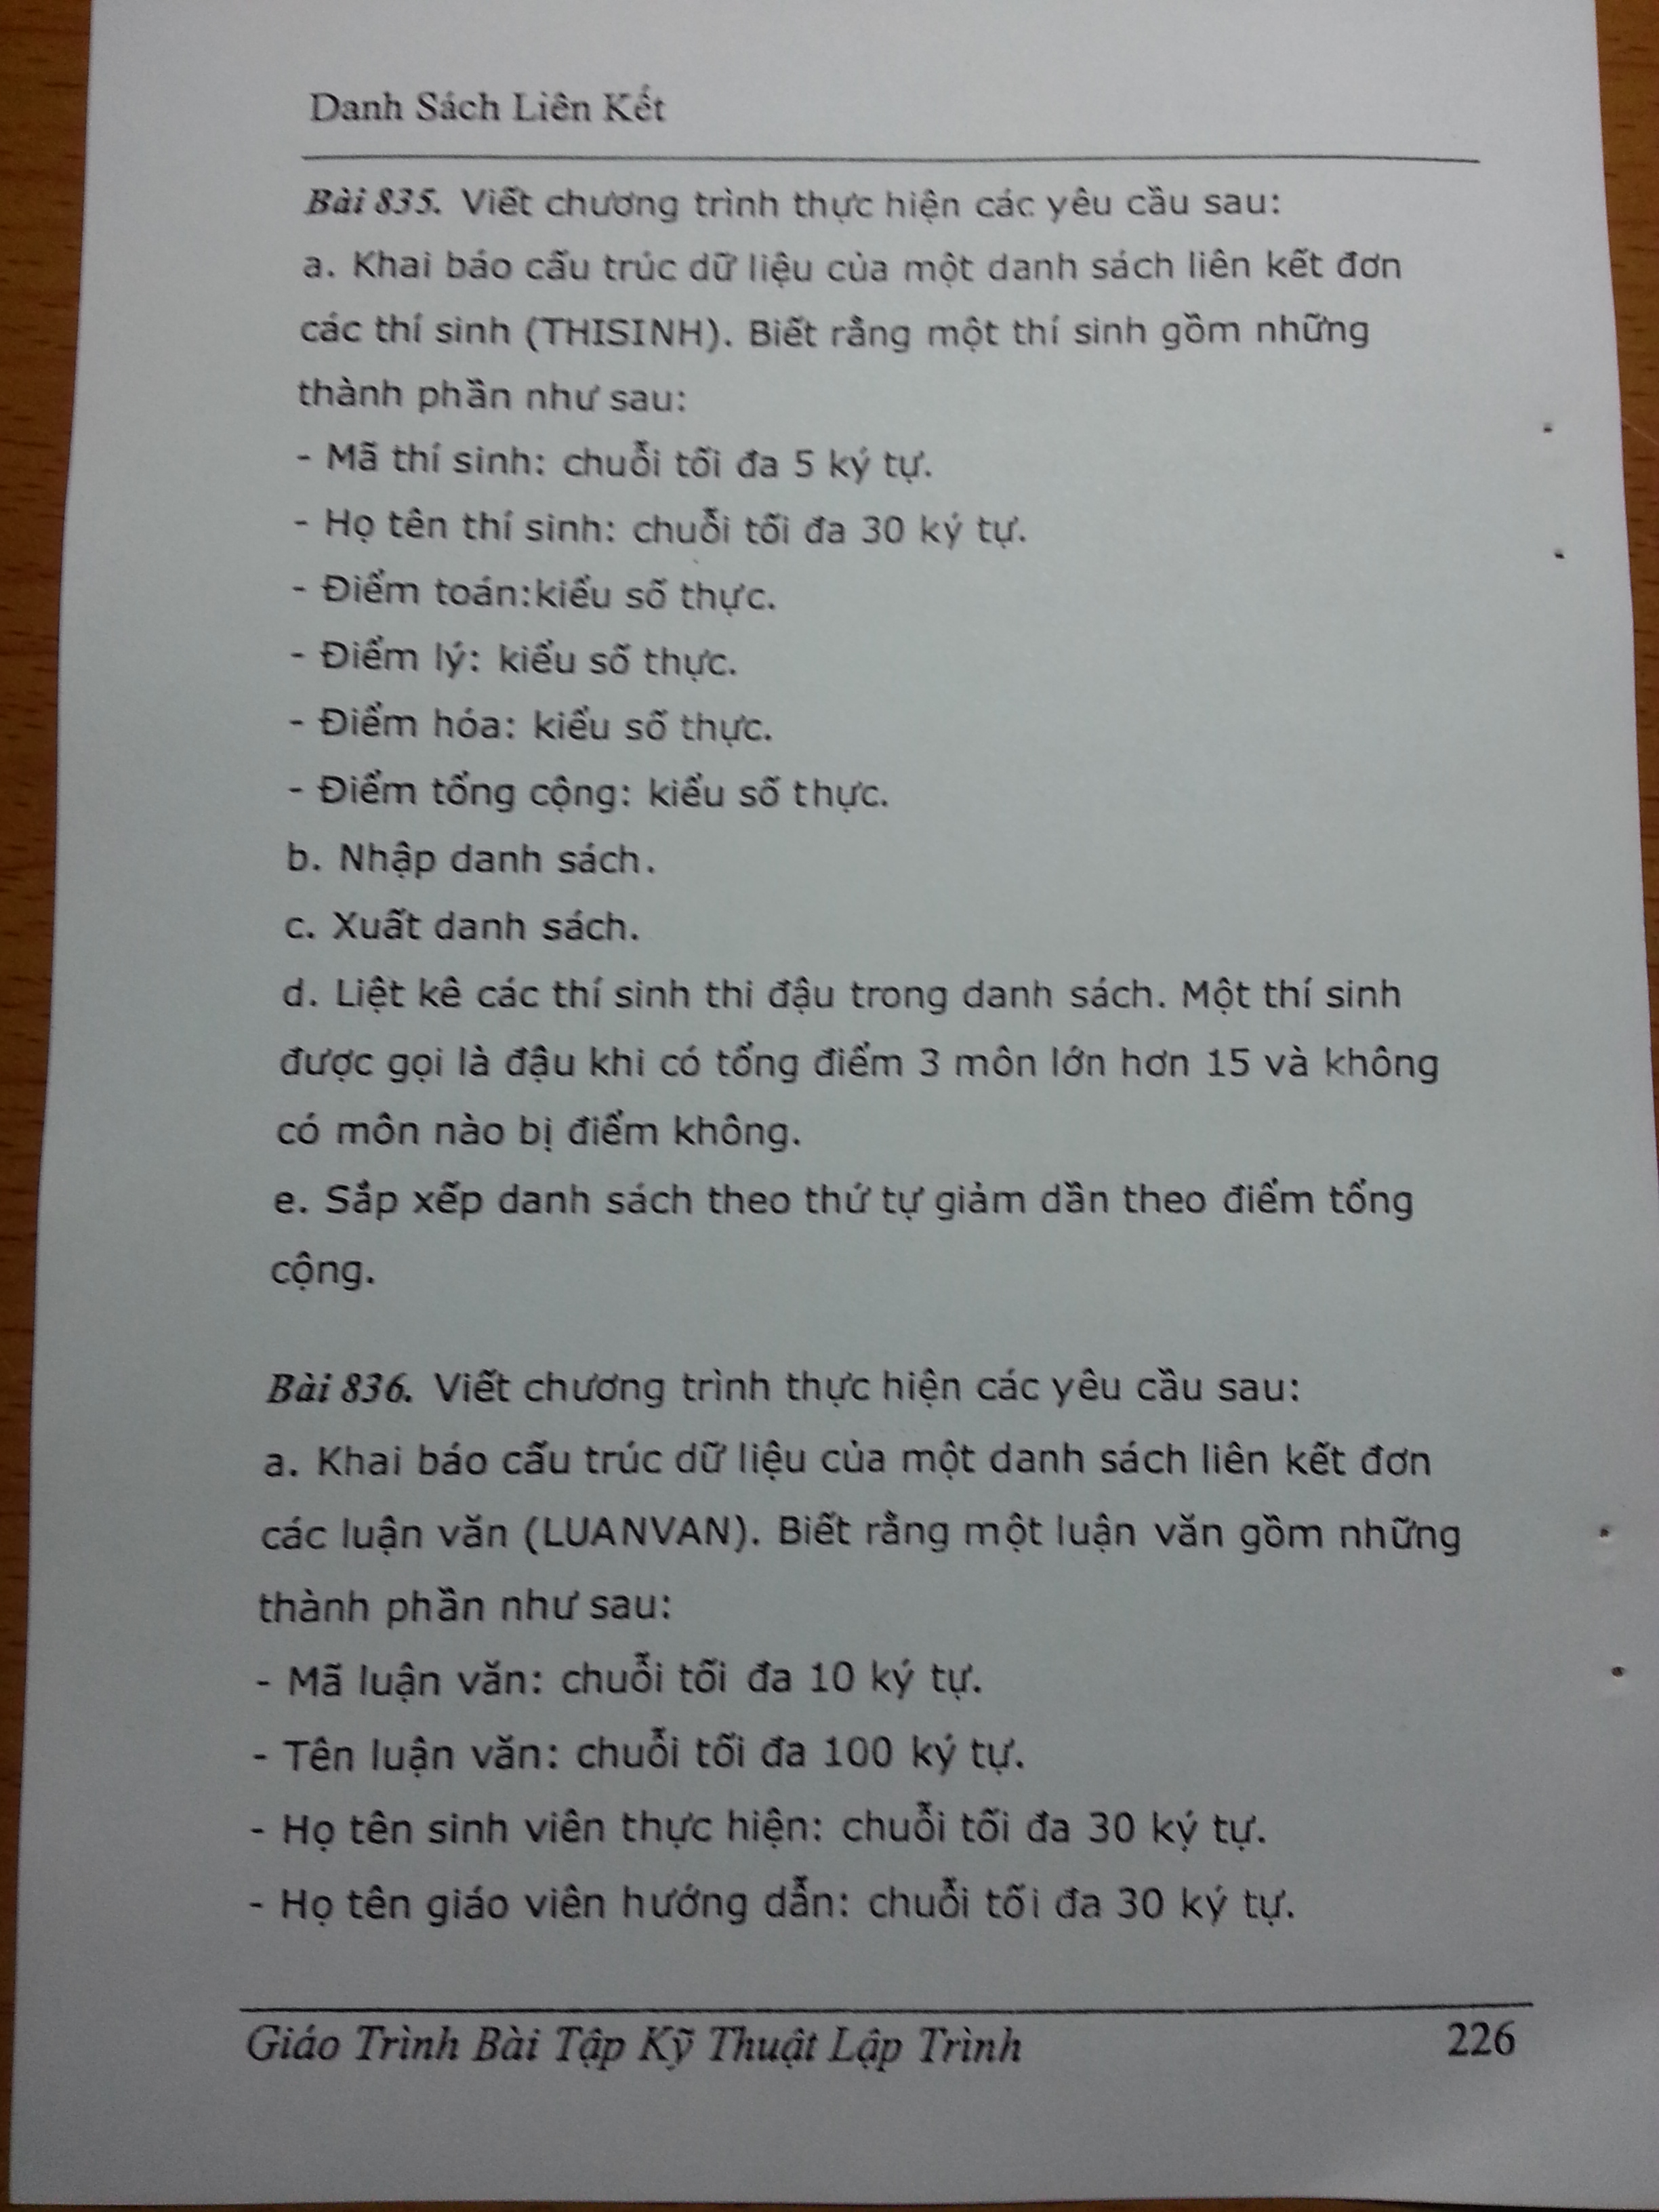 Danh Sách Liên Kết
Bài 835. Viết chương trình thực hiện các yêu cầu sau:
a. Khai báo cấu trúc dữ liệu của một danh sách liên kết đơn
các thí sinh (THISINH). Biết rằng một thí sinh gồm những
thành phần như sau:
- Mã thí sinh: chuỗi tối đa 5 ký tự.
- Họ tên thí sinh: chuỗi tối đa 30 ký tự.
- Điểm toán:kiểu số thực.
- Điểm lý: kiểu số thực.
- Điểm hóa: kiểu số thực.
- Điểm tổng cộng: kiểu số thực.
b. Nhập danh sách.
c. Xuất danh sách.
d. Liệt kê các thí sinh thi đậu trong danh sách. Một thí sinh
được gọi là đậu khi có tổng điểm 3 môn lớn hơn 15 và không
có môn nào bị điểm không.
e. Sắp xếp danh sách theo thứ tự giảm dần theo điểm tổng
cộng.
Bài 836. Viết chương trình thực hiện các yêu cầu sau:
a. Khai báo cấu trúc dữ liệu của một danh sách liên kết đơn
các luận văn (LUANVAN). Biết rằng một luận văn gồm những
thành phần như sau:
- Mã luận văn: chuỗi tối đa 10 ký tự.
- Tên luận văn: chuỗi tối đa 100 ký tự.
- Họ tên sinh viên thực hiện: chuỗi tối đa 30 ký tự.
- Họ tên giáo viên hướng dẫn: chuỗi tối đa 30 ký tự.
Giáo Trình Bài Tập Kỹ Thuật Lập Trình 226